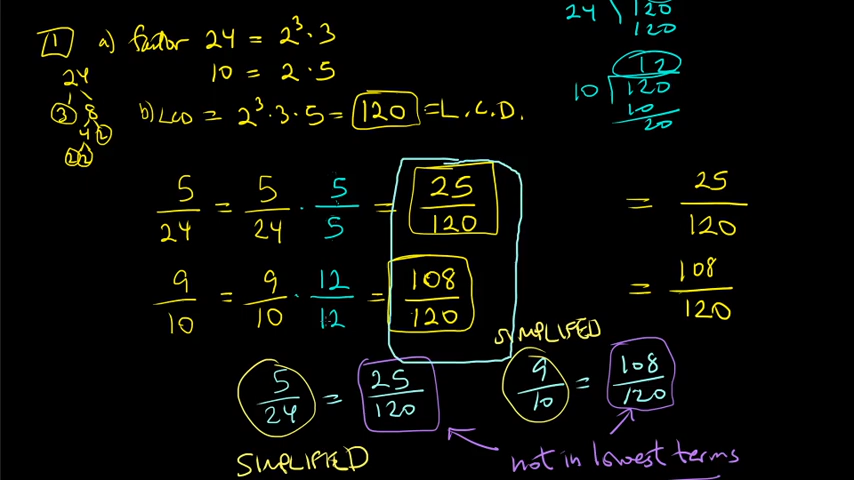 1 a) factor 24 = 2³ · 3
10 = 2 · 5
24
3 8
4 2
2 2
b) LCD = 2³ · 3 · 5 = 120 = L.C.D.
24 120
120
12
10 120
10
20
5/24 = 5/24 · 5/5 = 25/120 = 25/120
9/10 = 9/10 · 12/12 = 108/120 = 108/120
SIMPLIFED
5/24 = 25/120 9/10 = 108/120
SIMPLIFIED
not in lowest terms